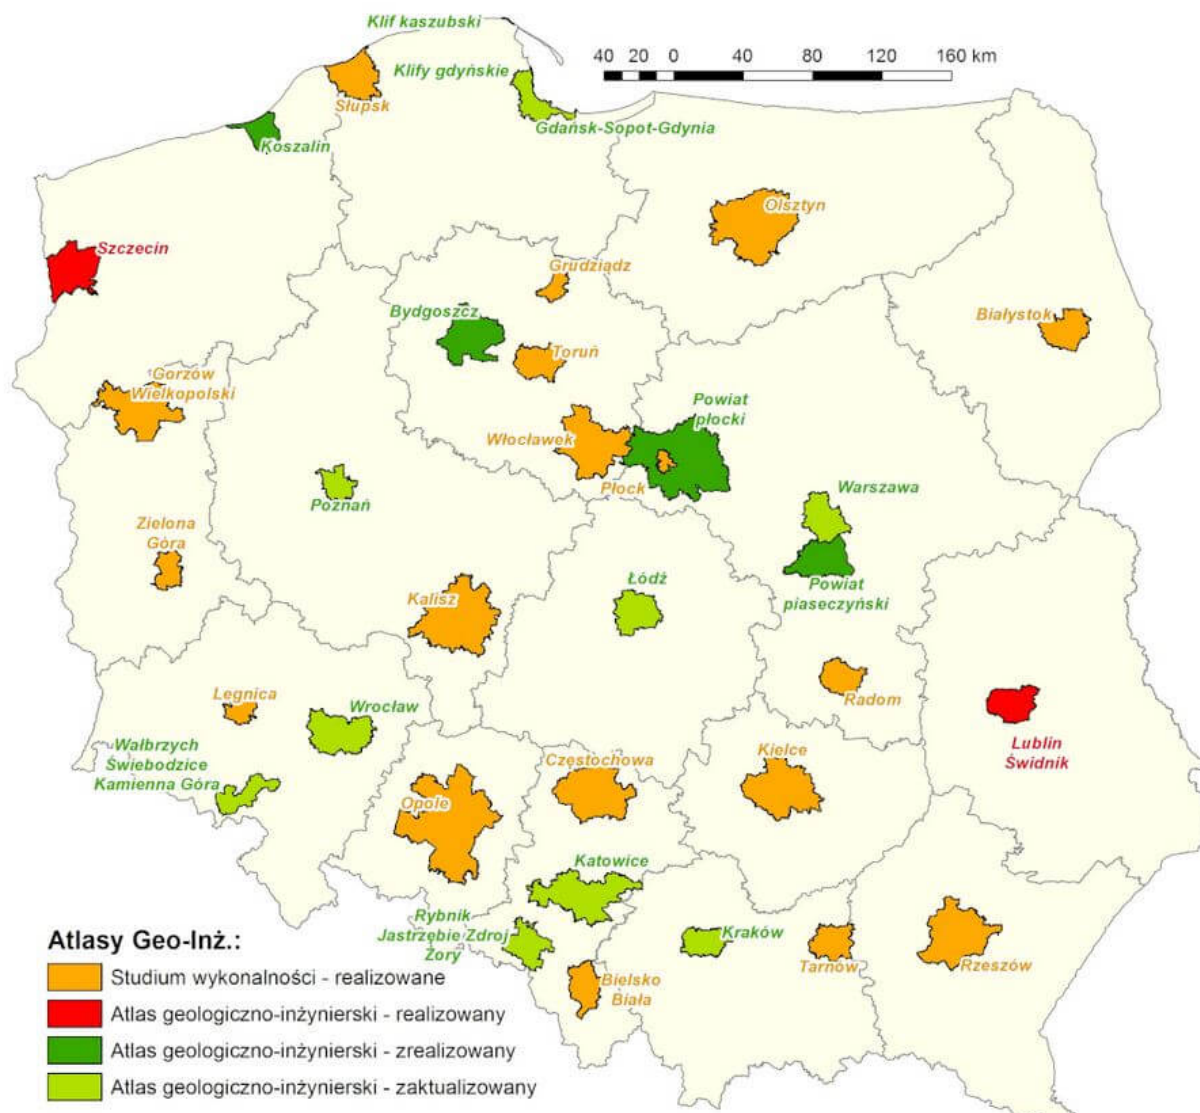 Klif kaszubski
40 20 0 40 80 120 160 km
Klify gdyńskie
Słupsk
Gdańsk-Sopot-Gdynia
Koszalin
Olsztyn
Szczecin
Grudziądz
Bydgoszcz
Białystok
Toruń
Gorzów
Wielkopolski
Powiat
płocki
Włocławek
Płock
Warszawa
Poznań
Zielona
Góra
Powiat
piaseczyński
Łódź
Kalisz
Legnica
Wrocław
Radom
Lublin
Świdnik
Wałbrzych
Świebodzice
Kamienna Góra
Częstochowa
Kielce
Opole
Katowice
Rybnik
Jastrzębie Zdroj
Żory
Kraków
Tarnów
Rzeszów
Bielsko
Biała
Atlasy Geo-Inż.:
Studium wykonalności - realizowane
Atlas geologiczno-inżynierski - realizowany
Atlas geologiczno-inżynierski - zrealizowany
Atlas geologiczno-inżynierski - zaktualizowany